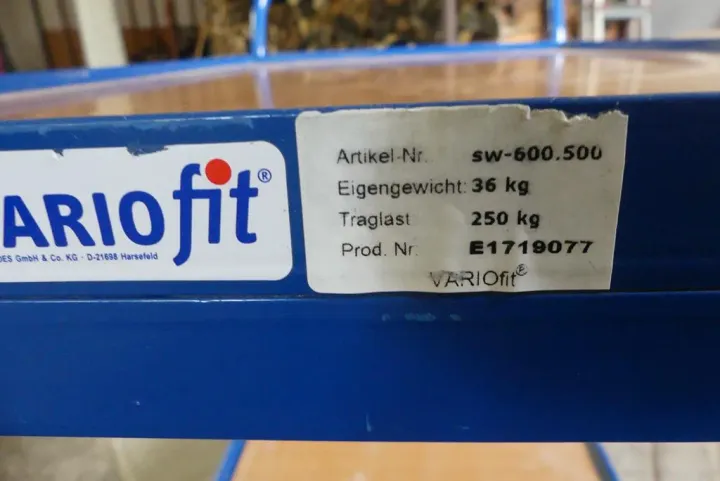 ARIOfit®
DES GmbH & Co. KG - D-21698 Harsefeld
Artikel-Nr. sw-600.500
Eigengewicht: 36 kg
Traglast 250 kg
Prod. Nr. E1719077
VARIOfit®